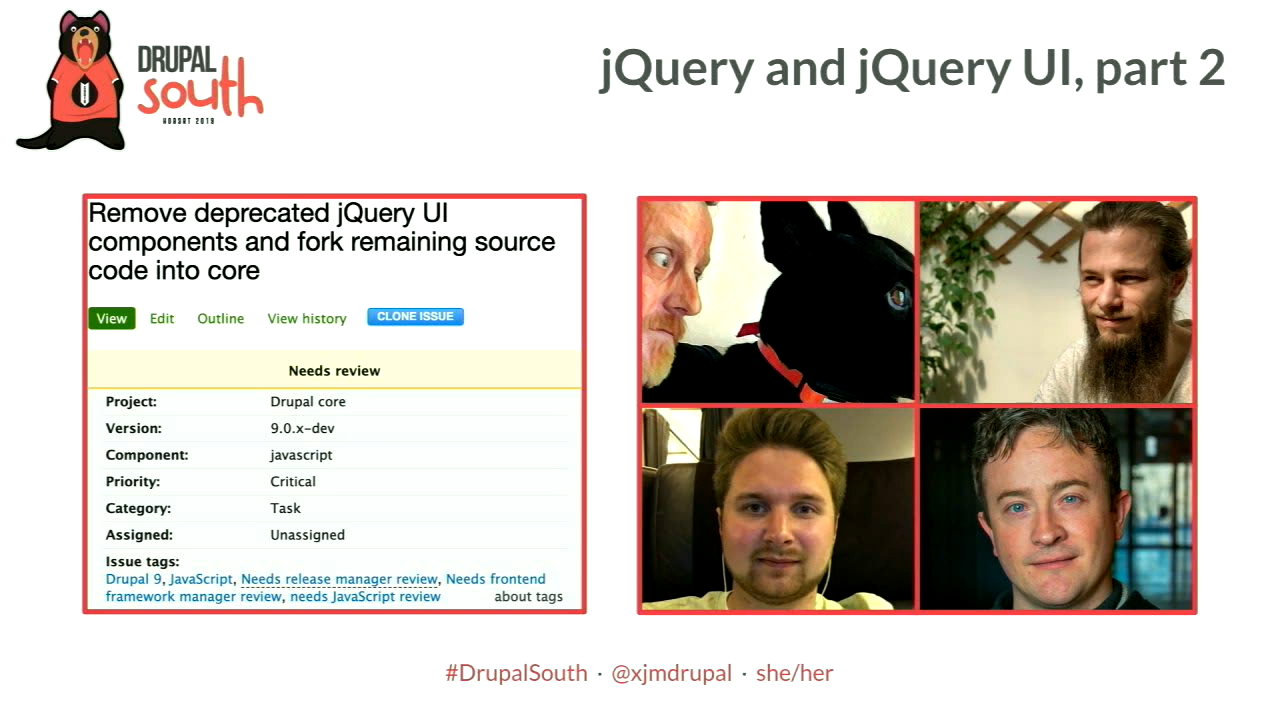 DRUPAL
south
HOBART 2019
jQuery and jQuery UI, part 2
Remove deprecated jQuery UI
components and fork remaining source
code into core
View Edit Outline View history CLONE ISSUE
Needs review
Project: Drupal core
Version: 9.0.x-dev
Component: javascript
Priority: Critical
Category: Task
Assigned: Unassigned
Issue tags:
Drupal 9, JavaScript, Needs release manager review, Needs frontend
framework manager review, needs JavaScript review about tags
#DrupalSouth · @xjmdrupal · she/her